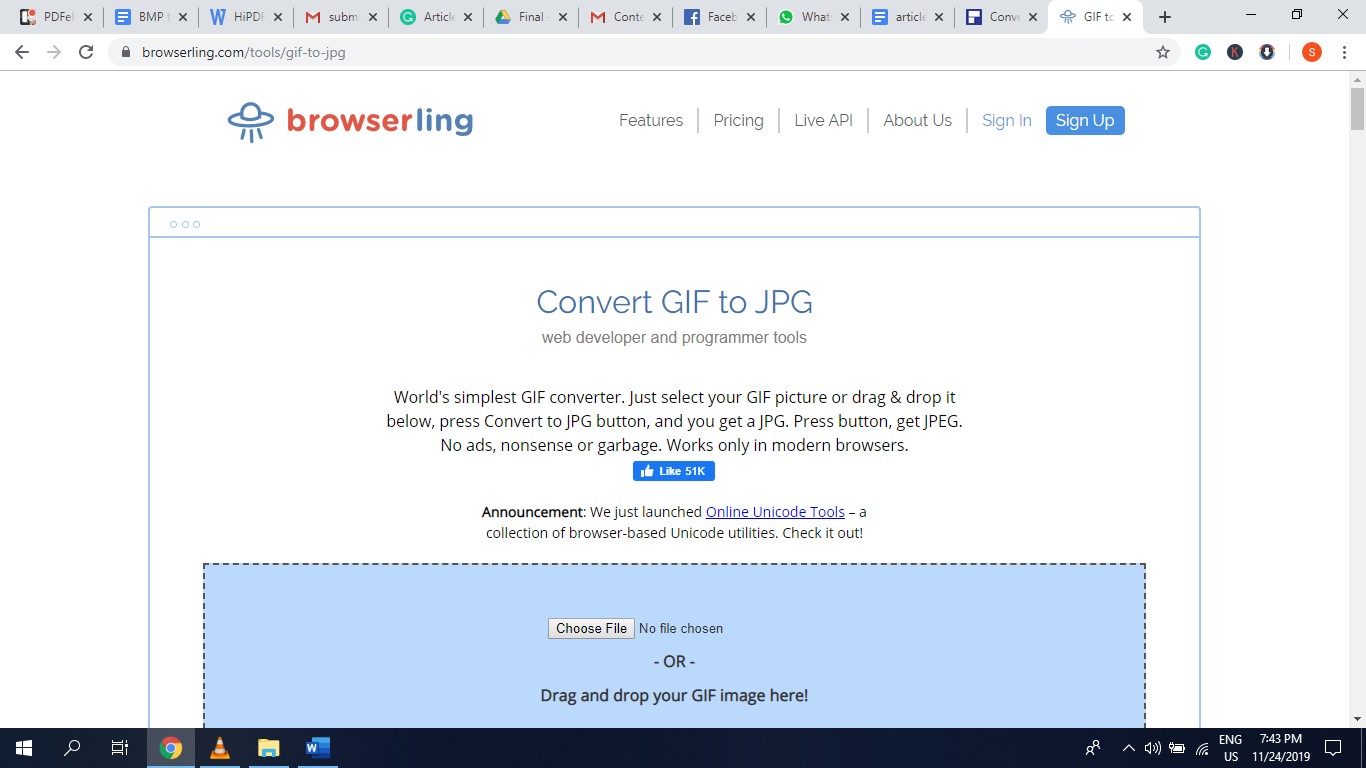 PDFel
BMP t
HiPDF
subm
Article
Final -
Conte
Faceb
What
article
Conv
GIF to
browserling.com/tools/gif-to-jpg
S
browserling
Features
Pricing
Live API
About Us
Sign In
Sign Up
Convert GIF to JPG
web developer and programmer tools
World's simplest GIF converter. Just select your GIF picture or drag & drop it
below, press Convert to JPG button, and you get a JPG. Press button, get JPEG.
No ads, nonsense or garbage. Works only in modern browsers.
Like 51K
Announcement: We just launched Online Unicode Tools – a
collection of browser-based Unicode utilities. Check it out!
Choose File No file chosen
- OR -
Drag and drop your GIF image here!
ENG
US
7:43 PM
11/24/2019